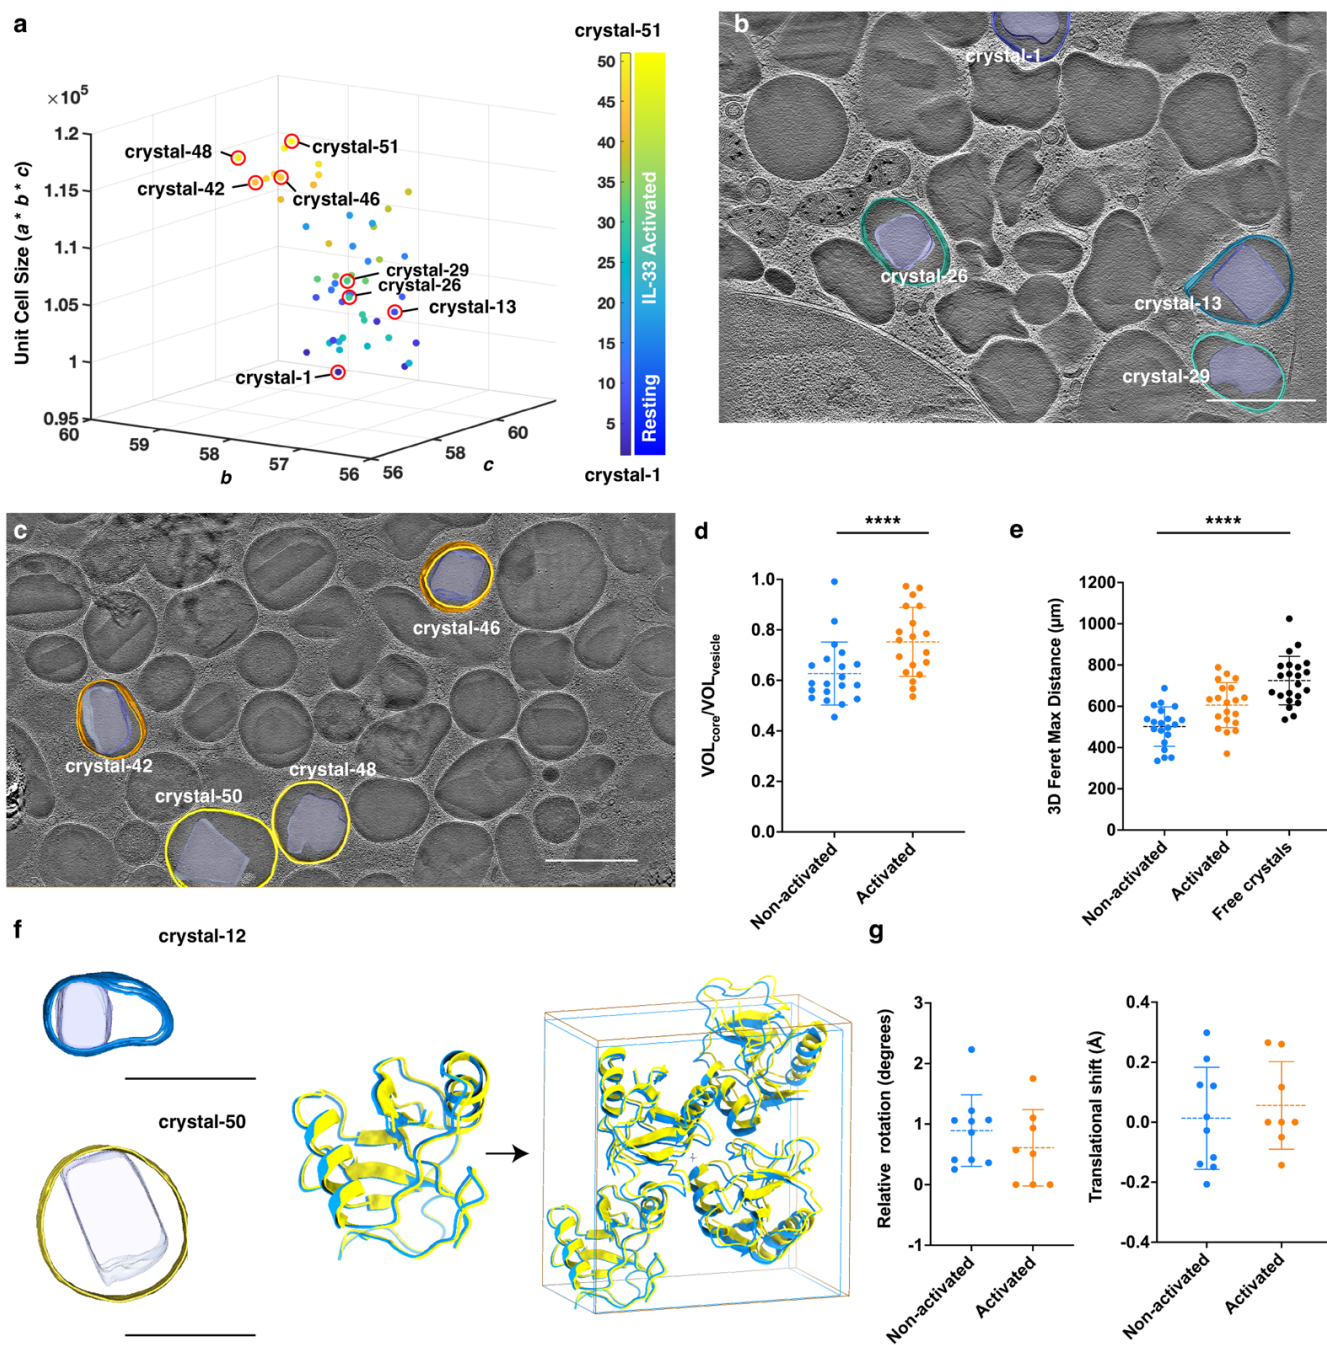 a
crystal-51
×10⁵
1.2
1.15
1.1
1.05
1
0.95
Unit Cell Size (a * b * c)
60
59
58
57
56
b
56
58
60
c
crystal-48
crystal-51
crystal-42
crystal-46
crystal-29
crystal-26
crystal-13
crystal-1
50
45
40
35
30
25
20
15
10
5
IL-33 Activated
Resting
crystal-1
b
crystal-1
crystal-26
crystal-13
crystal-29
c
crystal-46
crystal-42
crystal-48
crystal-50
d
****
1.0
0.8
0.6
0.4
0.2
0.0
VOLcore/VOLvesicle
Non-activated
Activated
e
****
1200
1000
800
600
400
200
0
3D Feret Max Distance (µm)
Non-activated
Activated
Free crystals
f
crystal-12
crystal-50
g
3
2
1
0
-1
Relative rotation (degrees)
Non-activated
Activated
0.4
0.2
0.0
-0.2
-0.4
Translational shift (Å)
Non-activated
Activated